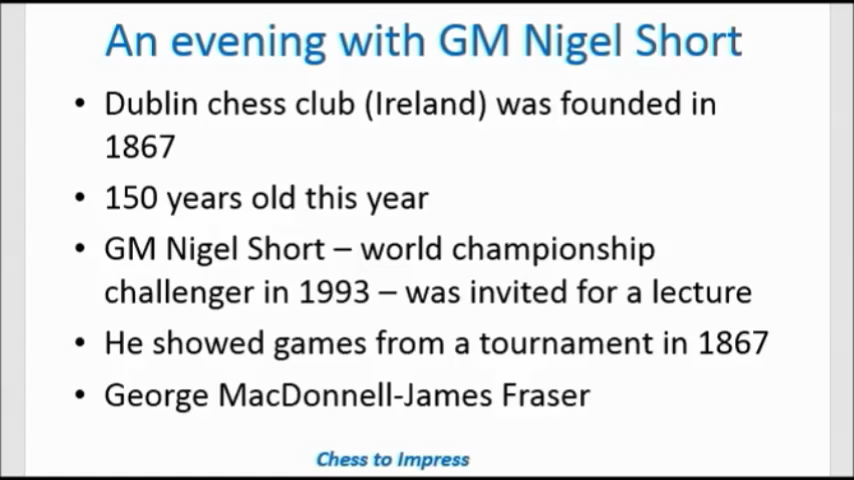 An evening with GM Nigel Short
• Dublin chess club (Ireland) was founded in
1867
• 150 years old this year
• GM Nigel Short – world championship
challenger in 1993 – was invited for a lecture
• He showed games from a tournament in 1867
• George MacDonnell-James Fraser
Chess to Impress